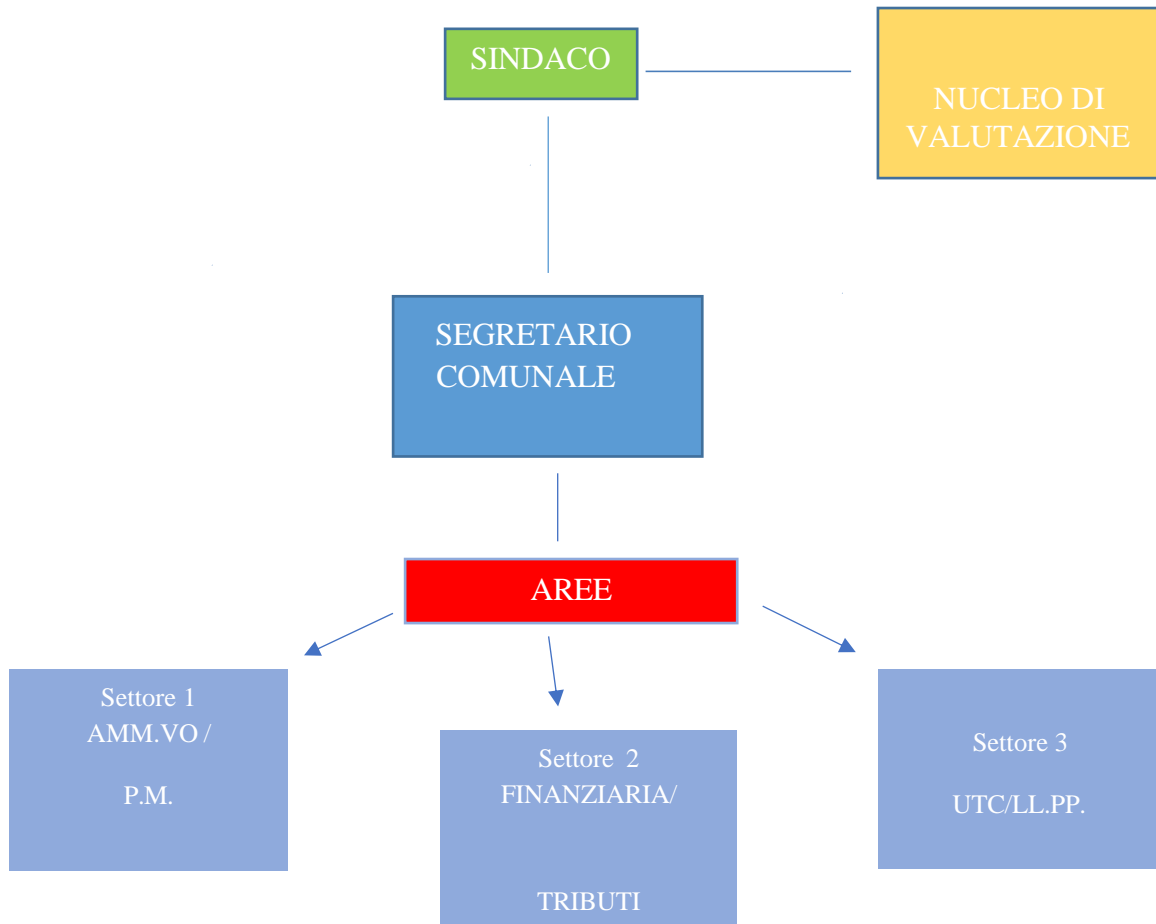 SINDACO
NUCLEO DI
VALUTAZIONE
SEGRETARIO
COMUNALE
AREE
Settore 1
AMM.VO /
P.M.
Settore 2
FINANZIARIA/
TRIBUTI
Settore 3
UTC/LL.PP.